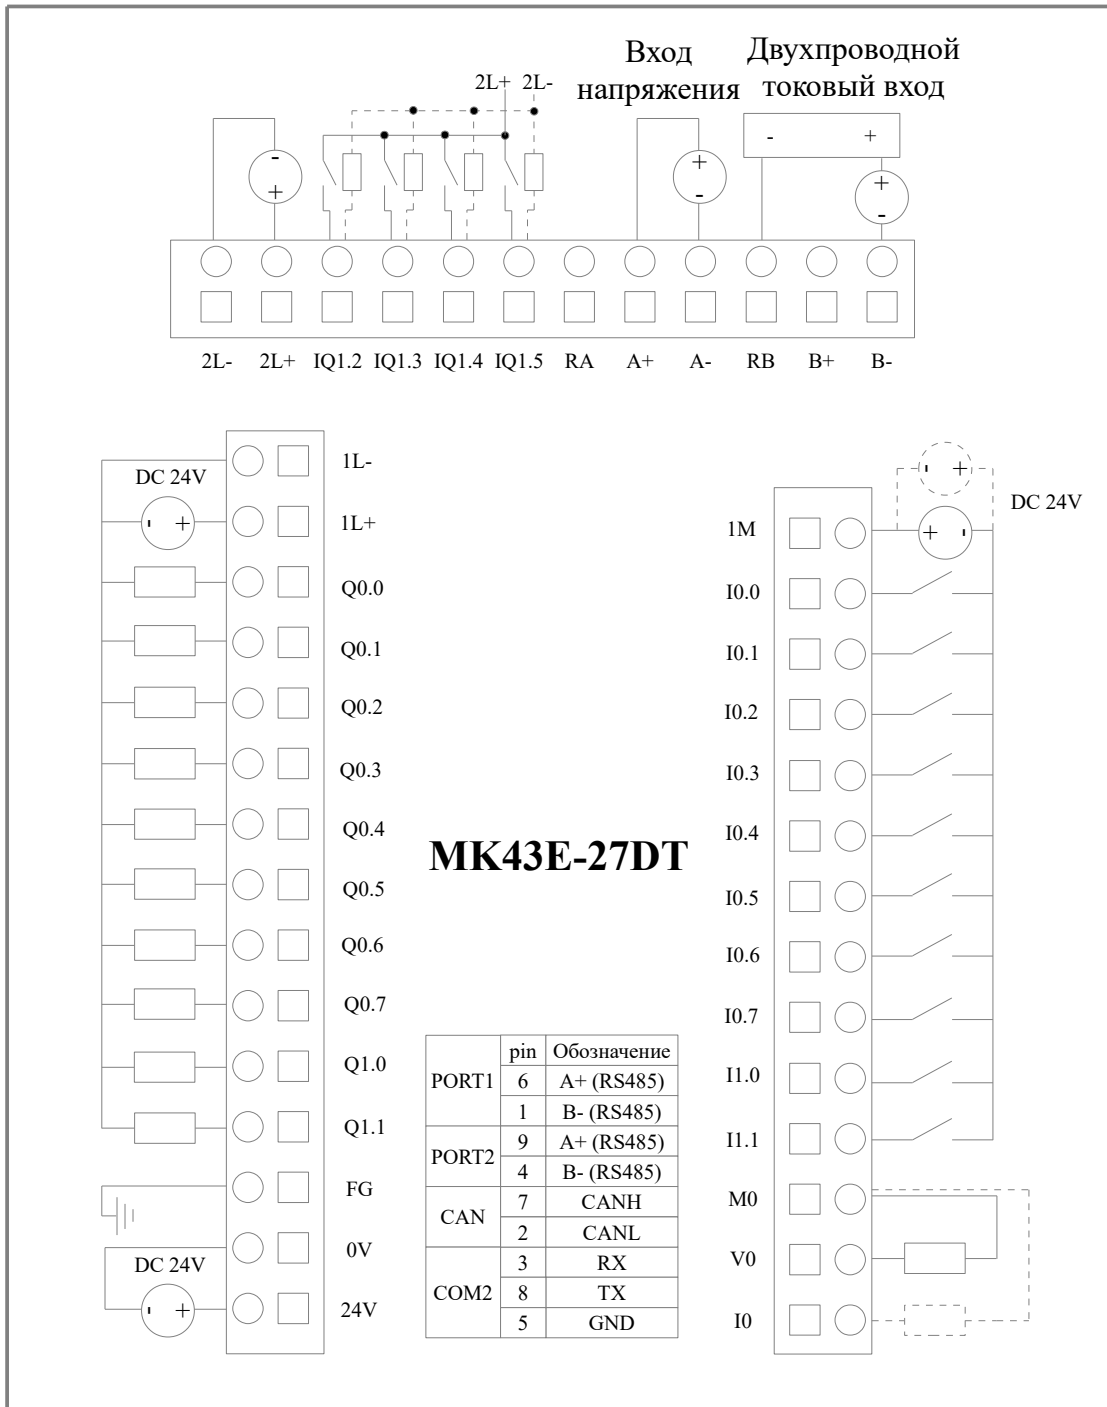 Вход
напряжения
Двухпроводной
токовый вход
2L+ 2L-
- + - + + -
- +
+ -
2L- 2L+ IQ1.2 IQ1.3 IQ1.4 IQ1.5 RA A+ A- RB B+ B-
1L-
DC 24V
- +
1L+
Q0.0
Q0.1
Q0.2
Q0.3
Q0.4
Q0.5
Q0.6
Q0.7
Q1.0
Q1.1
FG
0V
DC 24V
- +
24V
MK43E-27DT
pin Обозначение
PORT1
6 A+ (RS485)
1 B- (RS485)
PORT2
9 A+ (RS485)
4 B- (RS485)
CAN
7 CANH
2 CANL
COM2
3 RX
8 TX
5 GND
- +
DC 24V
1M
+ -
I0.0
I0.1
I0.2
I0.3
I0.4
I0.5
I0.6
I0.7
I1.0
I1.1
M0
V0
I0